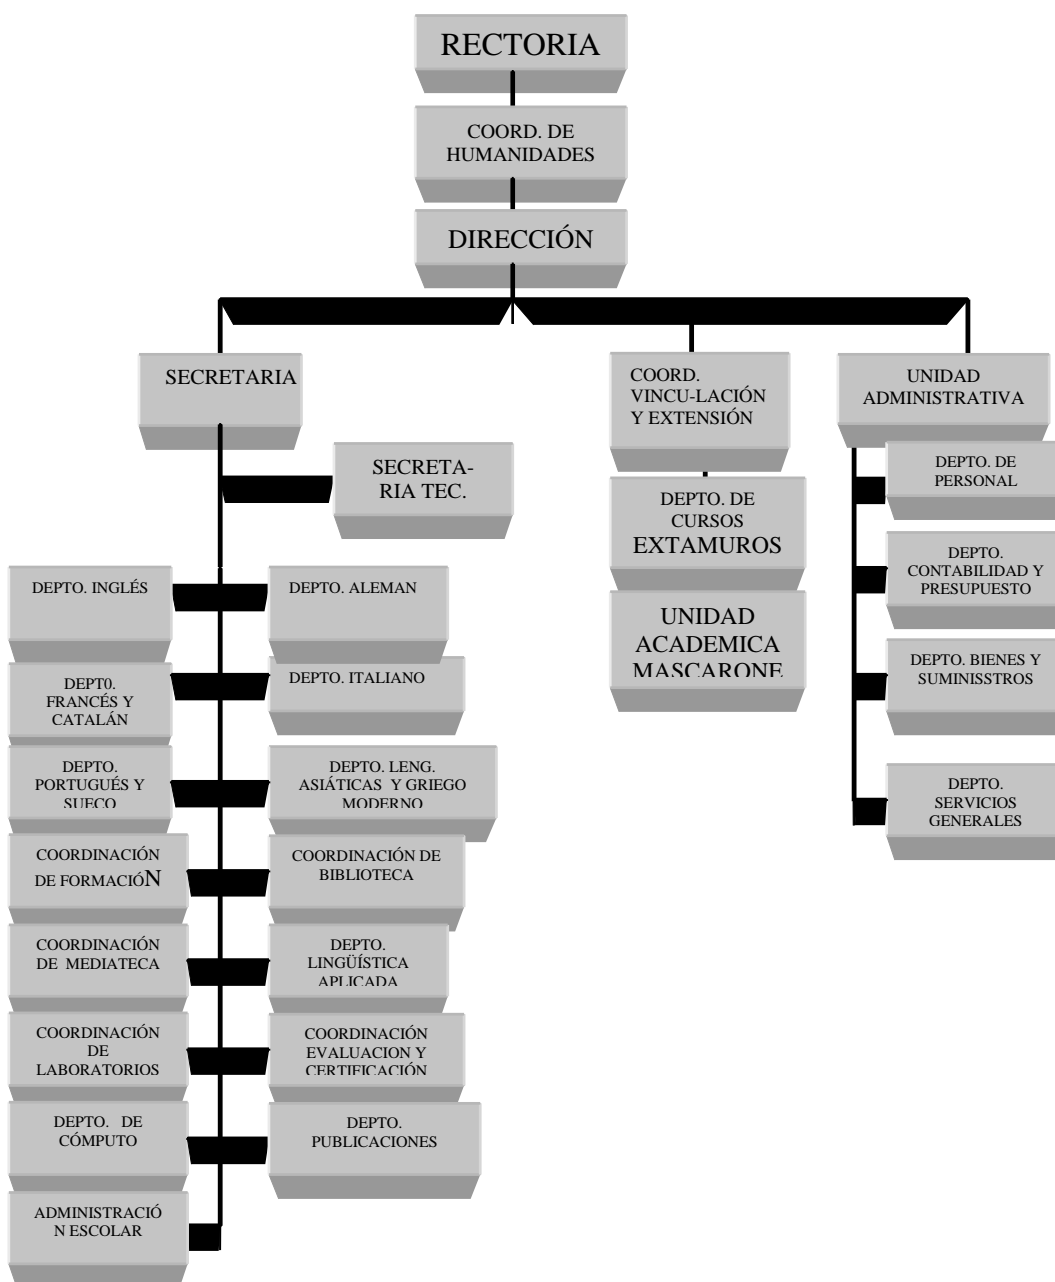 RECTORIA
COORD. DE
HUMANIDADES
DIRECCIÓN
SECRETARIA
COORD.
VINCU-LACIÓN
Y EXTENSIÓN
UNIDAD
ADMINISTRATIVA
SECRETA-
RIA TEC.
DEPTO. DE
CURSOS
EXTAMUROS
UNIDAD
ACADEMICA
MASCARONE
DEPTO. DE
PERSONAL
DEPTO.
CONTABILIDAD Y
PRESUPUESTO
DEPTO. BIENES Y
SUMINISSTROS
DEPTO.
SERVICIOS
GENERALES
DEPTO. INGLÉS
DEPTO. ALEMAN
DEPT0.
FRANCÉS Y
CATALÁN
DEPTO. ITALIANO
DEPTO.
PORTUGUÉS Y
SUECO
DEPTO. LENG.
ASIÁTICAS Y GRIEGO
MODERNO
COORDINACIÓN
DE FORMACIÓN
COORDINACIÓN DE
BIBLIOTECA
COORDINACIÓN
DE MEDIATECA
DEPTO.
LINGÜÍSTICA
APLICADA
COORDINACIÓN
DE
LABORATORIOS
COORDINACIÓN
EVALUACION Y
CERTIFICACIÓN
DEPTO. DE
CÓMPUTO
DEPTO.
PUBLICACIONES
ADMINISTRACIÓ
N ESCOLAR